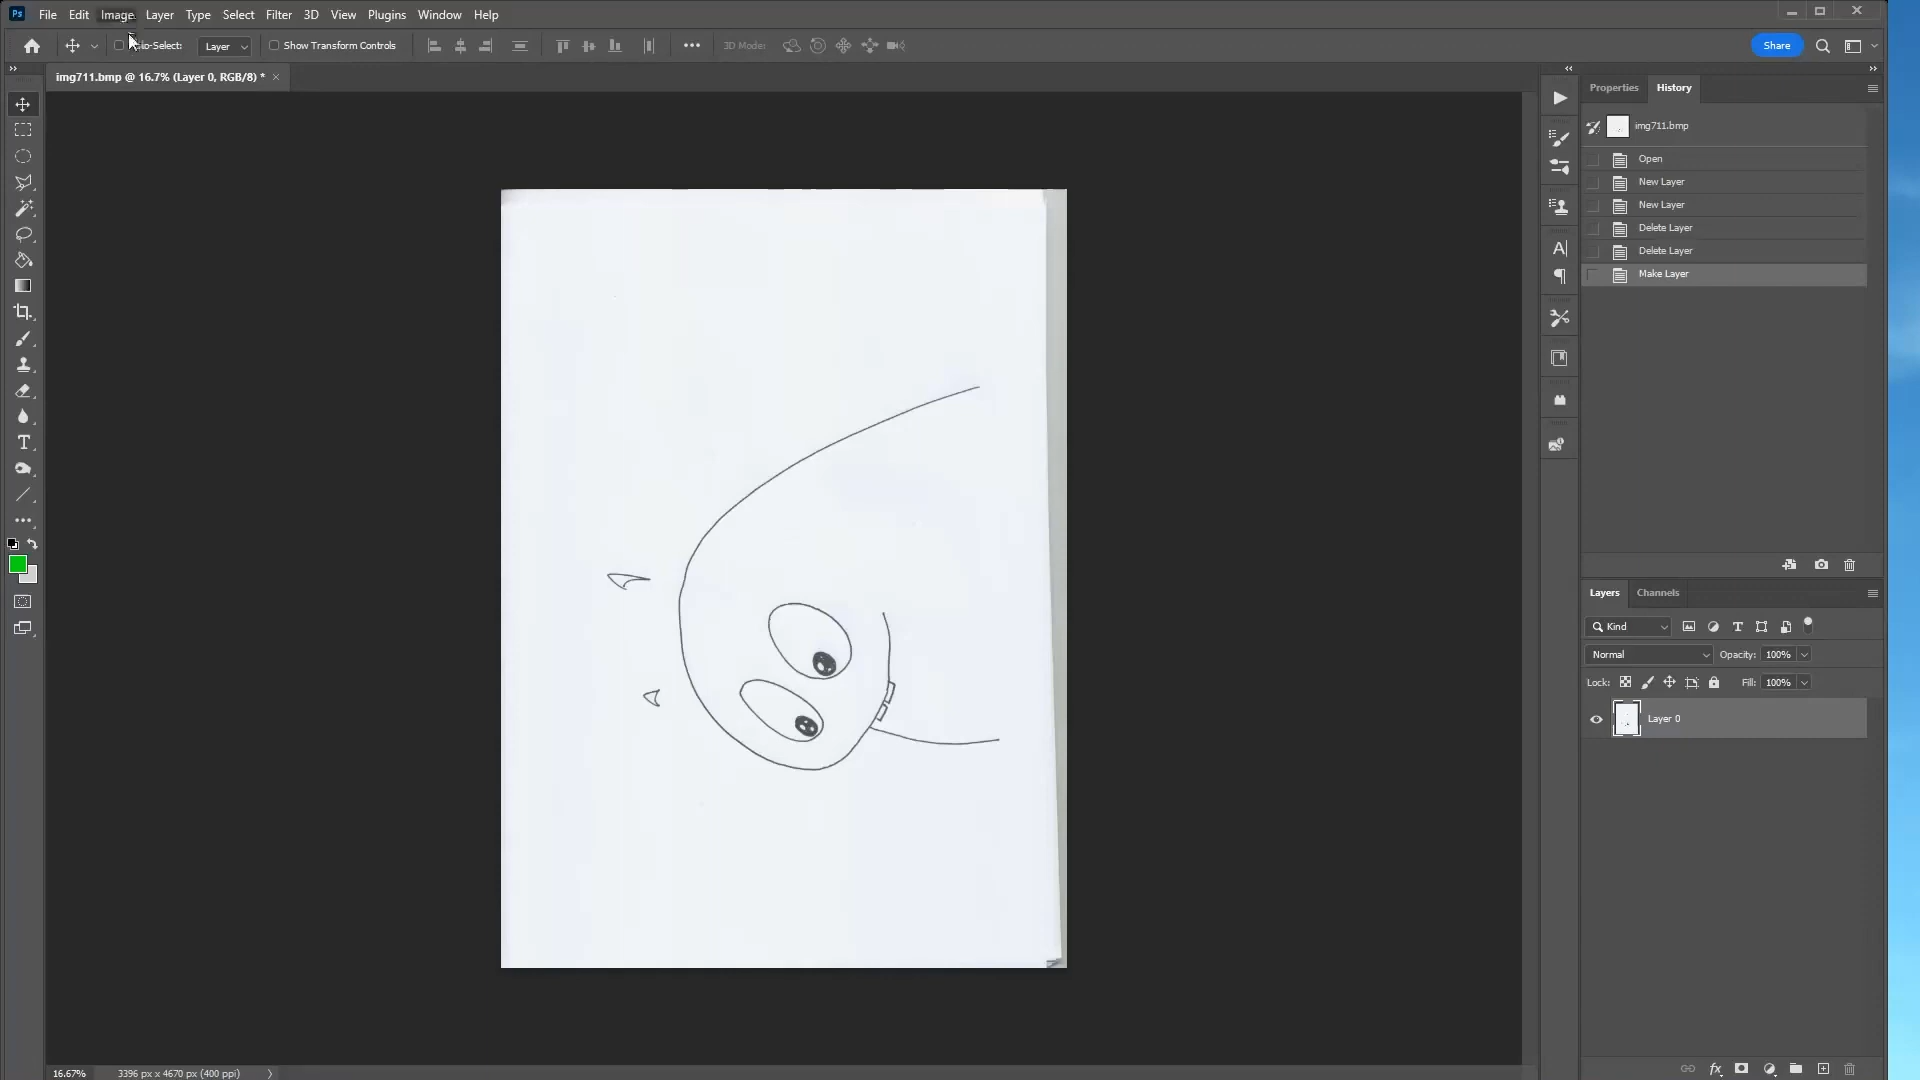 Ps File Edit Image Layer Type Select Filter 3D View Plugins Window Help
Layer Show Transform Controls 3D Mode: Share
img711.bmp @ 16.7% (Layer 0, RGB/8) *
Properties History
img711.bmp
Open
New Layer
New Layer
Delete Layer
Delete Layer
Make Layer
Layers Channels
Kind
Normal Opacity: 100%
Lock: Fill: 100%
Layer 0
16.67% 3396 px x 4670 px (400 ppi)